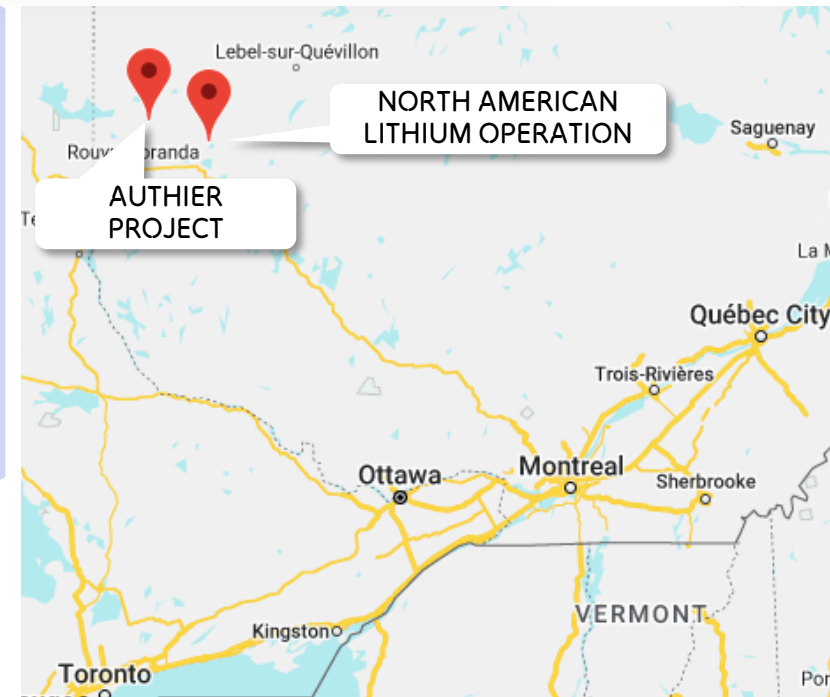 Lebel-sur-Quévillon
NORTH AMERICAN
LITHIUM OPERATION
Saguenay
AUTHIER
PROJECT
La
Québec City
Trois-Rivières
Ottawa
Montreal
Sherbrooke
VERMONT
Kingston
Toronto